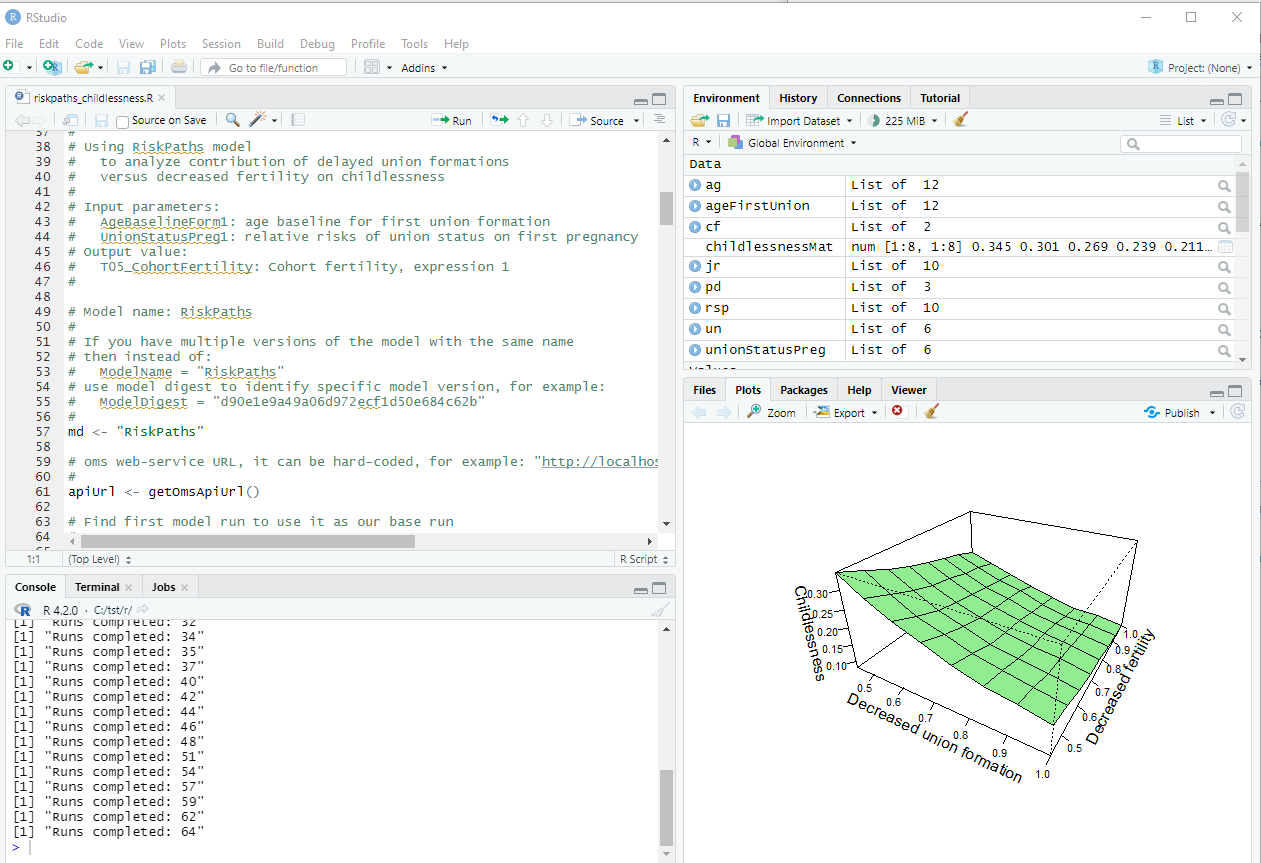 RStudio
File Edit Code View Plots Session Build Debug Profile Tools Help
Go to file/function Addins Project: (None)
riskpaths_childlessness.R
Source on Save Run Source
37 #
38 # Using RiskPaths model
39 #   to analyze contribution of delayed union formations
40 #   versus decreased fertility on childlessness
41 #
42 # Input parameters:
43 #   AgeBaselineForm1: age baseline for first union formation
44 #   UnionStatusPreg1: relative risks of union status on first pregnancy
45 # Output value:
46 #   T05_CohortFertility: Cohort fertility, expression 1
47 #
48
49 # Model name: RiskPaths
50 #
51 # If you have multiple versions of the model with the same name
52 # then instead of:
53 #   ModelName = "RiskPaths"
54 # use model digest to identify specific model version, for example:
55 #   ModelDigest = "d90e1e9a49a06d972ecf1d50e684c62b"
56 #
57 md <- "RiskPaths"
58
59 # oms web-service URL, it can be hard-coded, for example: "http://localhos
60 #
61 apiUrl <- getOmsApiUrl()
62
63 # Find first model run to use it as our base run
64
1:1 (Top Level) R Script
Console Terminal Jobs
R 4.2.0 · C:/tst/r/
[1] "Runs completed: 32"
[1] "Runs completed: 34"
[1] "Runs completed: 35"
[1] "Runs completed: 37"
[1] "Runs completed: 40"
[1] "Runs completed: 42"
[1] "Runs completed: 44"
[1] "Runs completed: 46"
[1] "Runs completed: 48"
[1] "Runs completed: 51"
[1] "Runs completed: 54"
[1] "Runs completed: 57"
[1] "Runs completed: 59"
[1] "Runs completed: 62"
[1] "Runs completed: 64"
>
Environment History Connections Tutorial
Import Dataset 225 MiB List
R Global Environment
Data
ag List of 12
ageFirstUnion List of 12
cf List of 2
childlessnessMat num [1:8, 1:8] 0.345 0.301 0.269 0.239 0.211...
jr List of 10
pd List of 3
rsp List of 10
un List of 6
unionStatusPreg List of 6
Values
Files Plots Packages Help Viewer
Zoom Export Publish
Childlessness
0.30
0.25
0.20
0.15
0.10
Decreased union formation
0.5
0.6
0.7
0.8
0.9
1.0
Decreased fertility
0.5
0.6
0.7
0.8
0.9
1.0